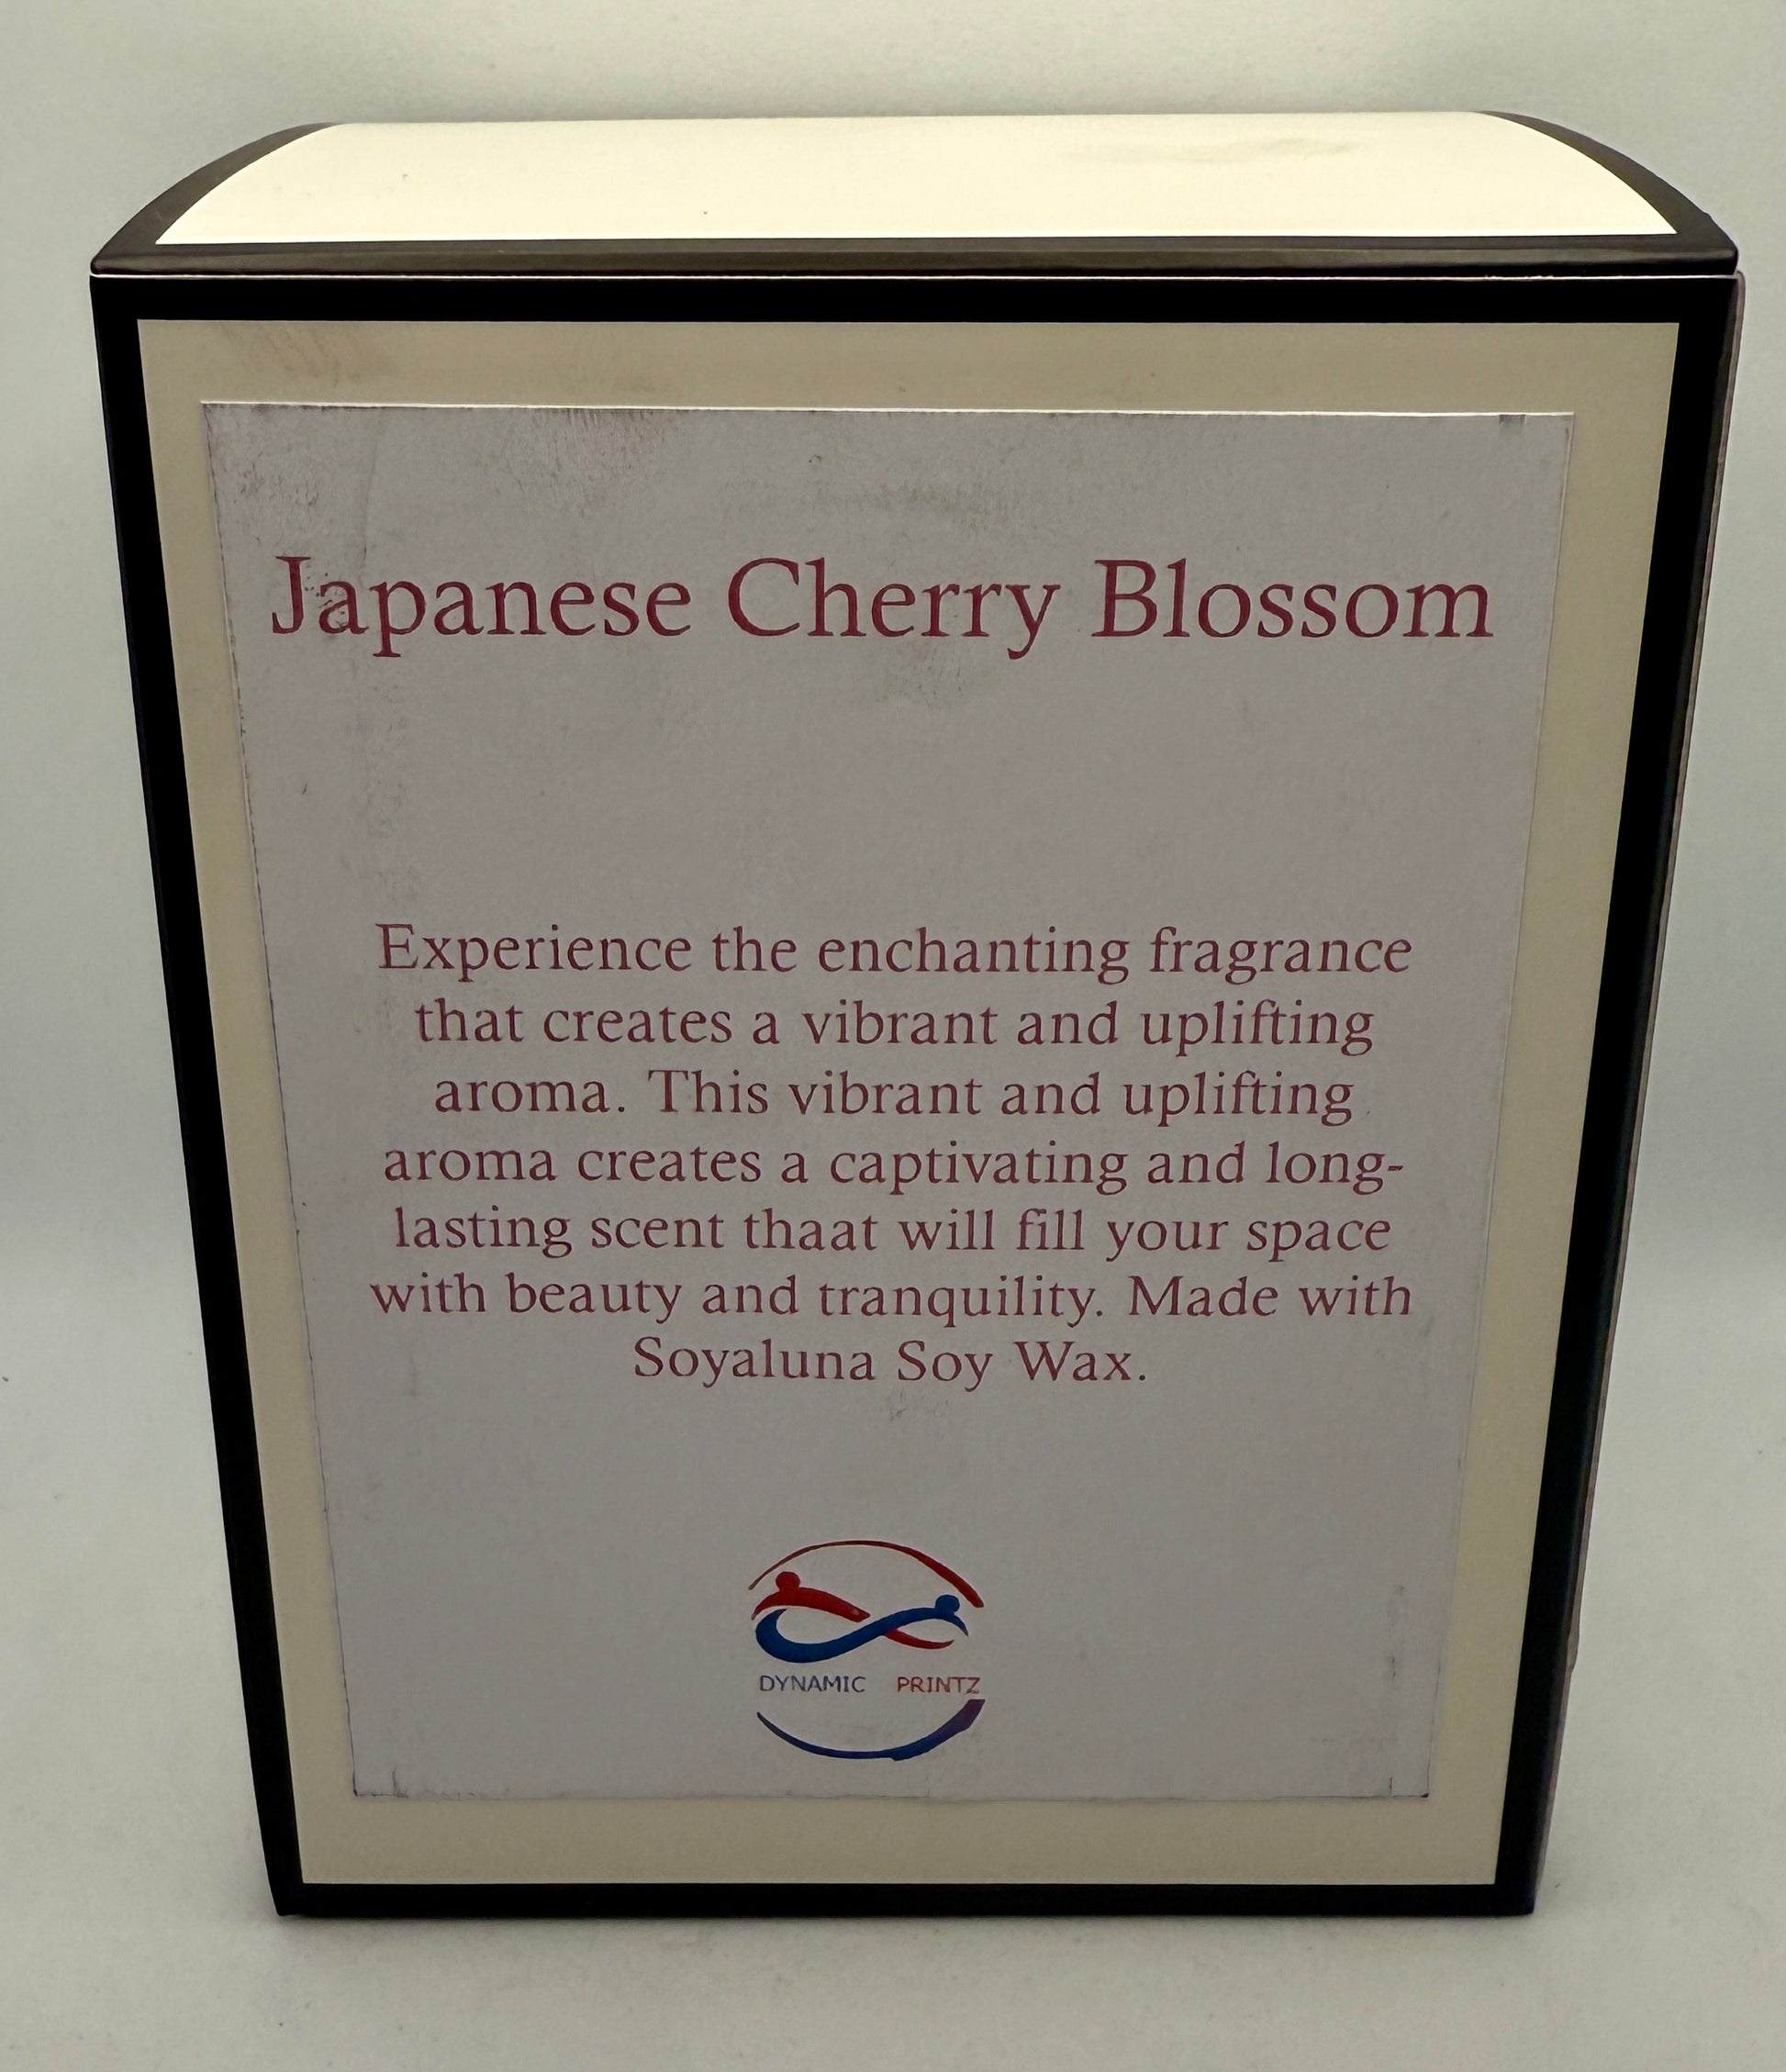 Japanese Cherry Blossom
Experience the enchanting fragrance
that creates a vibrant and uplifting
aroma. This vibrant and uplifting
aroma creates a captivating and long-
lasting scent thaat will fill your space
with beauty and tranquility. Made with
Soyaluna Soy Wax.
DYNAMIC PRINTZ